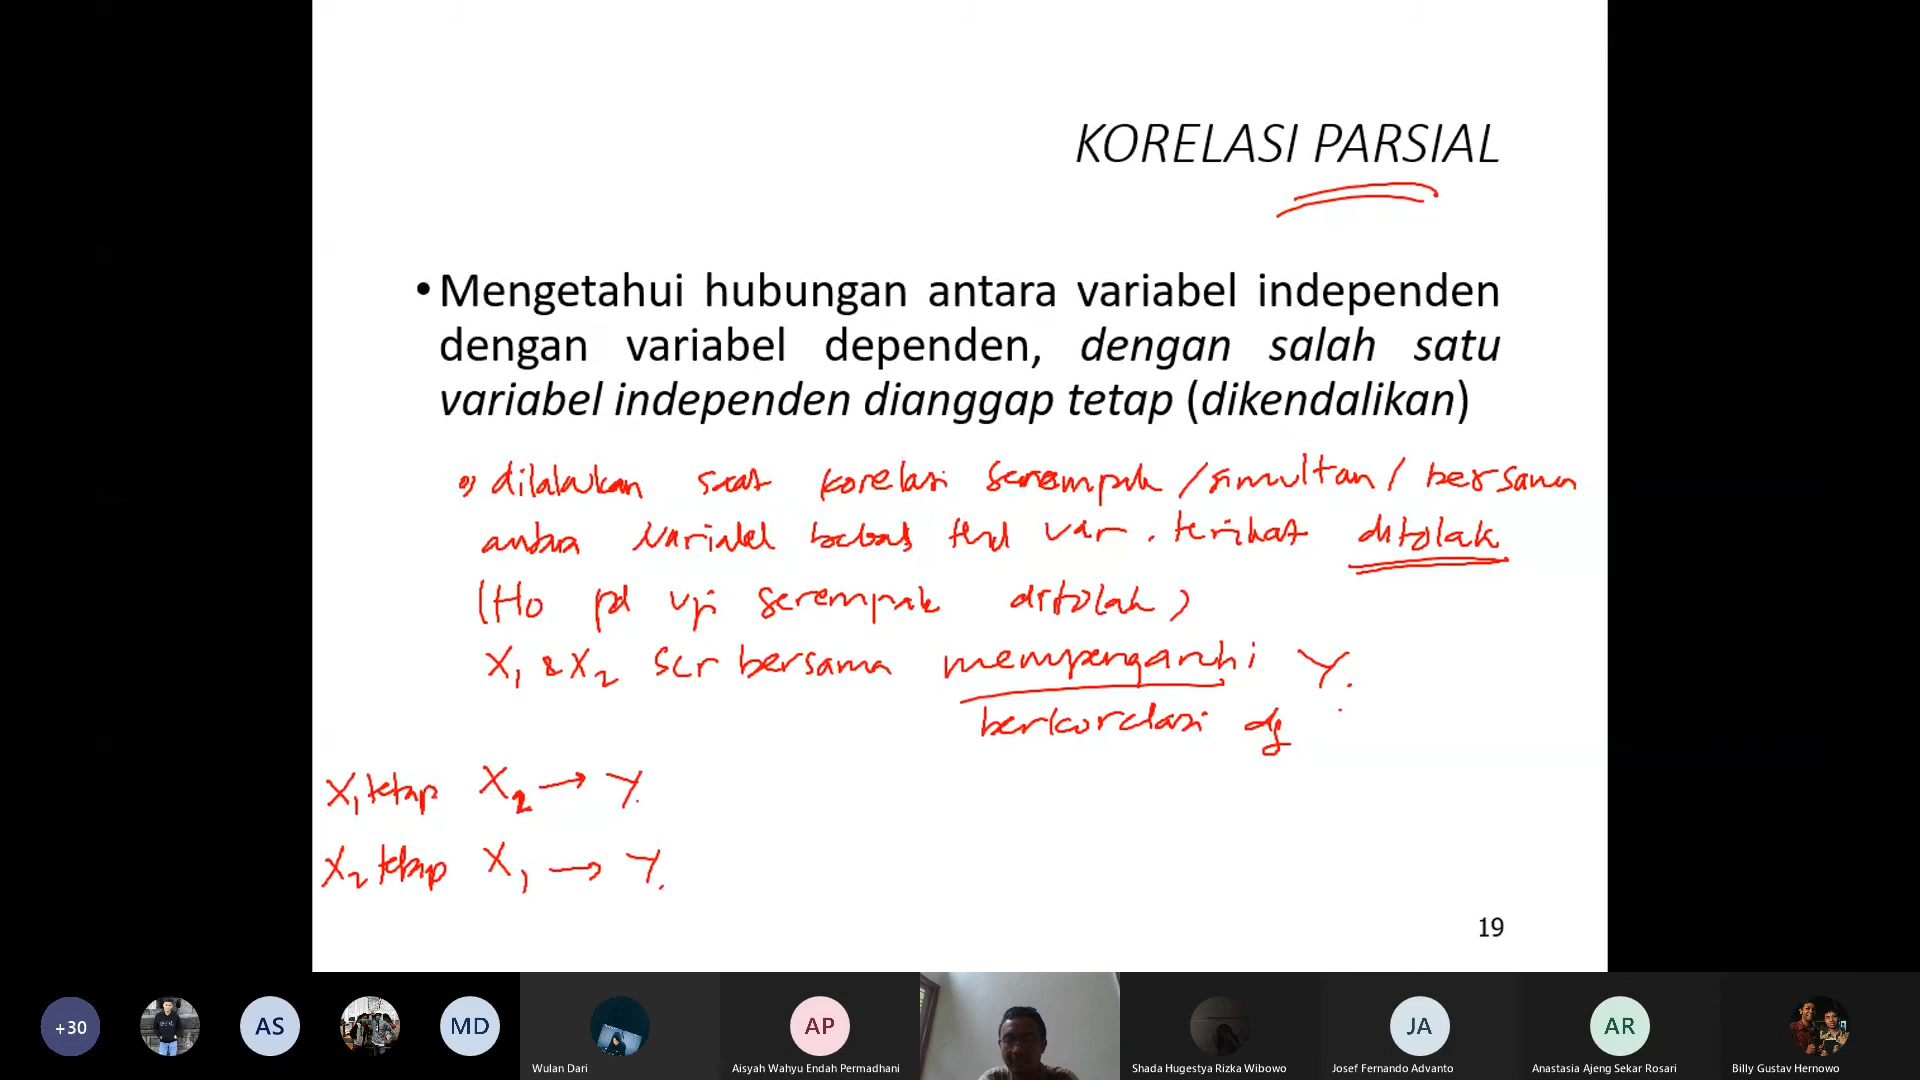 KORELASI PARSIAL
• Mengetahui hubungan antara variabel independen
dengan variabel dependen, dengan salah satu
variabel independen dianggap tetap (dikendalikan)
dilakukan saat korelasi serempak / simultan / bersama
antara variabel bebas thd var. terikat ditolak
(Ho pd uji serempak ditolak)
X1 & X2 scr bersama mempengaruhi Y.
berkorelasi dg
X1 tetap X2 → Y.
X2 tetap X1 → Y.
19
+30
AS
MD
AP
JA
AR
Wulan Dari
Aisyah Wahyu Endah Permadhani
Shada Hugestya Rizka Wibowo
Josef Fernando Advanto
Anastasia Ajeng Sekar Rosari
Billy Gustav Hernowo